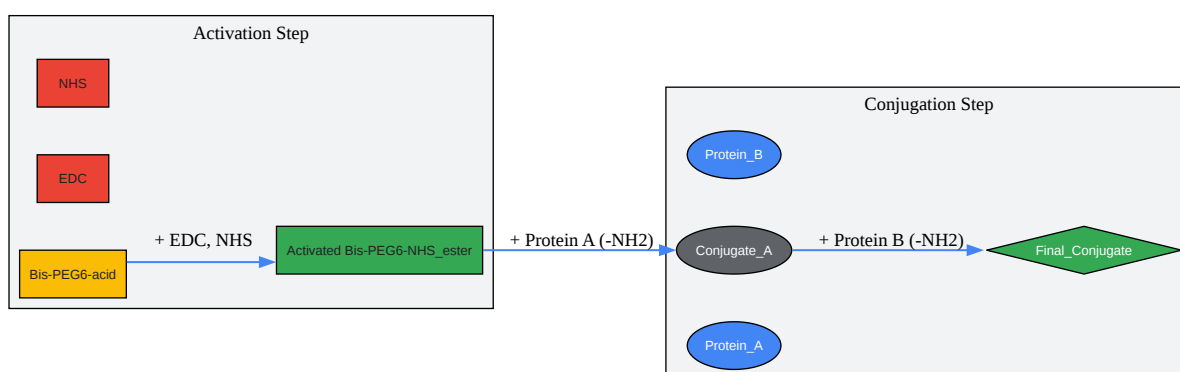 Activation Step
NHS
EDC
Bis-PEG6-acid
+ EDC, NHS
Activated Bis-PEG6-NHS_ester
+ Protein A (-NH2)
Conjugation Step
Protein_B
Conjugate_A
+ Protein B (-NH2)
Final_Conjugate
Protein_A